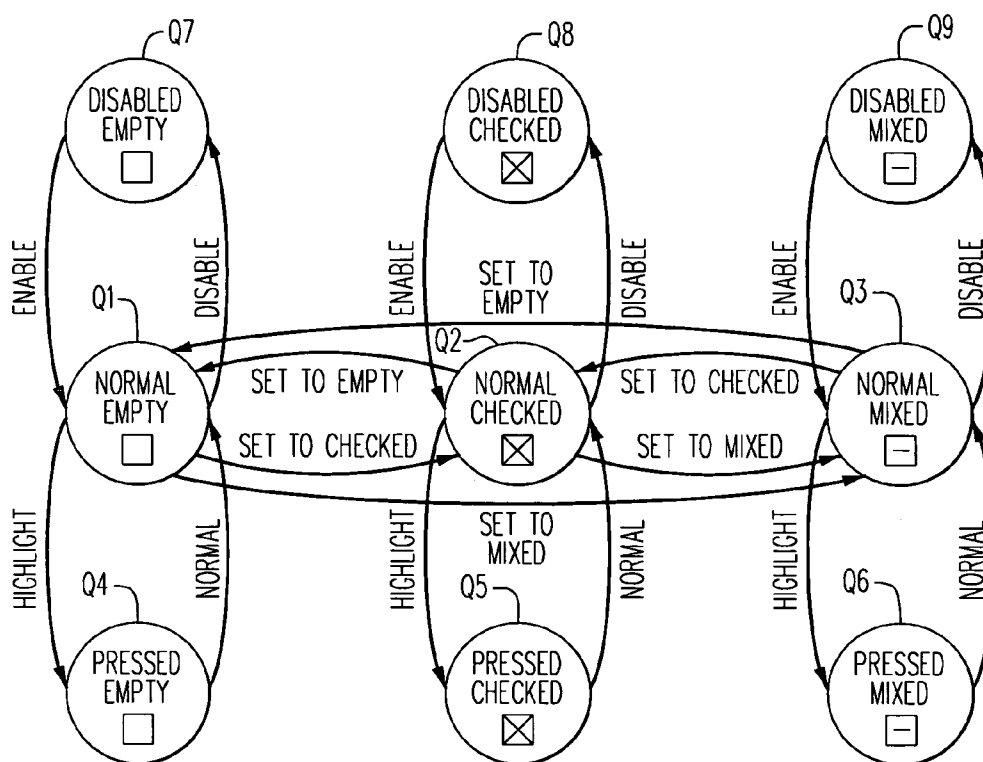 Q7
Q8
Q9
DISABLED
EMPTY
DISABLED
CHECKED
DISABLED
MIXED
ENABLE
DISABLE
ENABLE
DISABLE
ENABLE
DISABLE
SET TO
EMPTY
Q1
Q2
Q3
NORMAL
EMPTY
SET TO EMPTY
NORMAL
CHECKED
SET TO CHECKED
NORMAL
MIXED
SET TO CHECKED
SET TO MIXED
SET TO
MIXED
HIGHLIGHT
NORMAL
HIGHLIGHT
NORMAL
HIGHLIGHT
NORMAL
Q4
Q5
Q6
PRESSED
EMPTY
PRESSED
CHECKED
PRESSED
MIXED